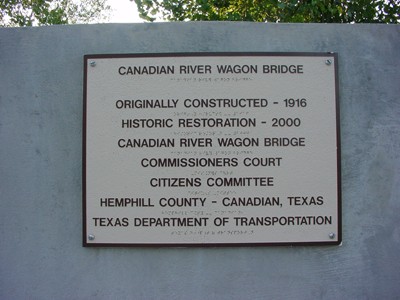 CANADIAN RIVER WAGON BRIDGE
ORIGINALLY CONSTRUCTED - 1916
HISTORIC RESTORATION - 2000
CANADIAN RIVER WAGON BRIDGE
COMMISSIONERS COURT
CITIZENS COMMITTEE
HEMPHILL COUNTY - CANADIAN, TEXAS
TEXAS DEPARTMENT OF TRANSPORTATION